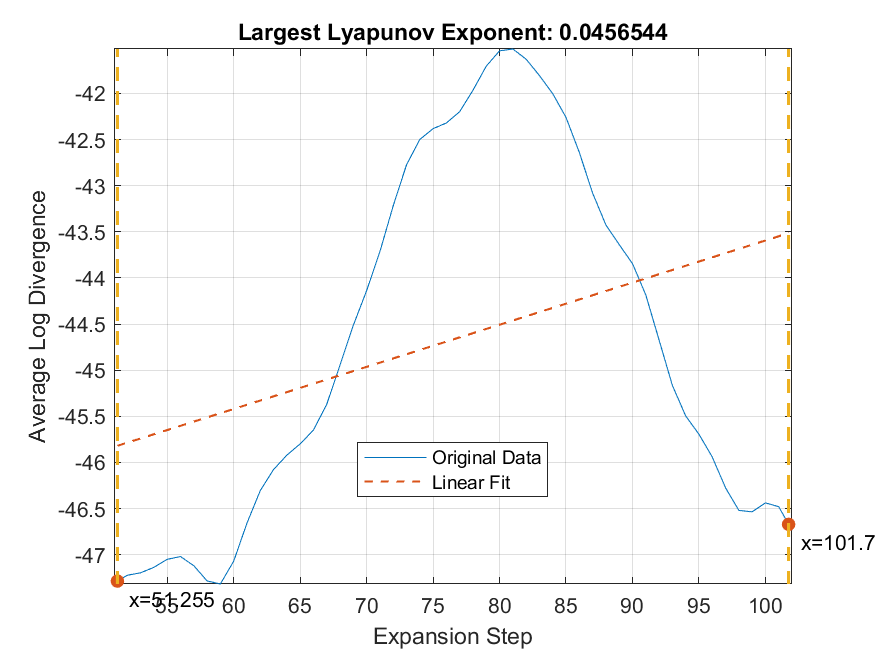 Largest Lyapunov Exponent: 0.0456544
Average Log Divergence
-42
-42.5
-43
-43.5
-44
-44.5
-45
-45.5
-46
-46.5
-47
Original Data
Linear Fit
x=101.7
x=51.255
55 60 65 70 75 80 85 90 95 100
Expansion Step